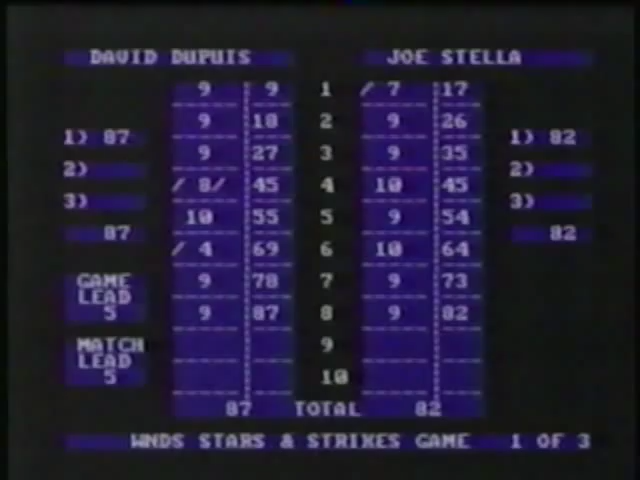 DAVID DUPUIS JOE STELLA
9 9 1 / 7 17
9 18 2 9 26
1) 87 9 27 3 9 35 1) 82
2) / 8/ 45 4 10 45 2)
3) 10 55 5 9 54 3)
87 / 4 69 6 10 64 82
GAME 9 78 7 9 73
LEAD
5 9 87 8 9 82
MATCH 9
LEAD
5 10
87 TOTAL 82
WNDS STARS & STRIKES GAME 1 OF 3